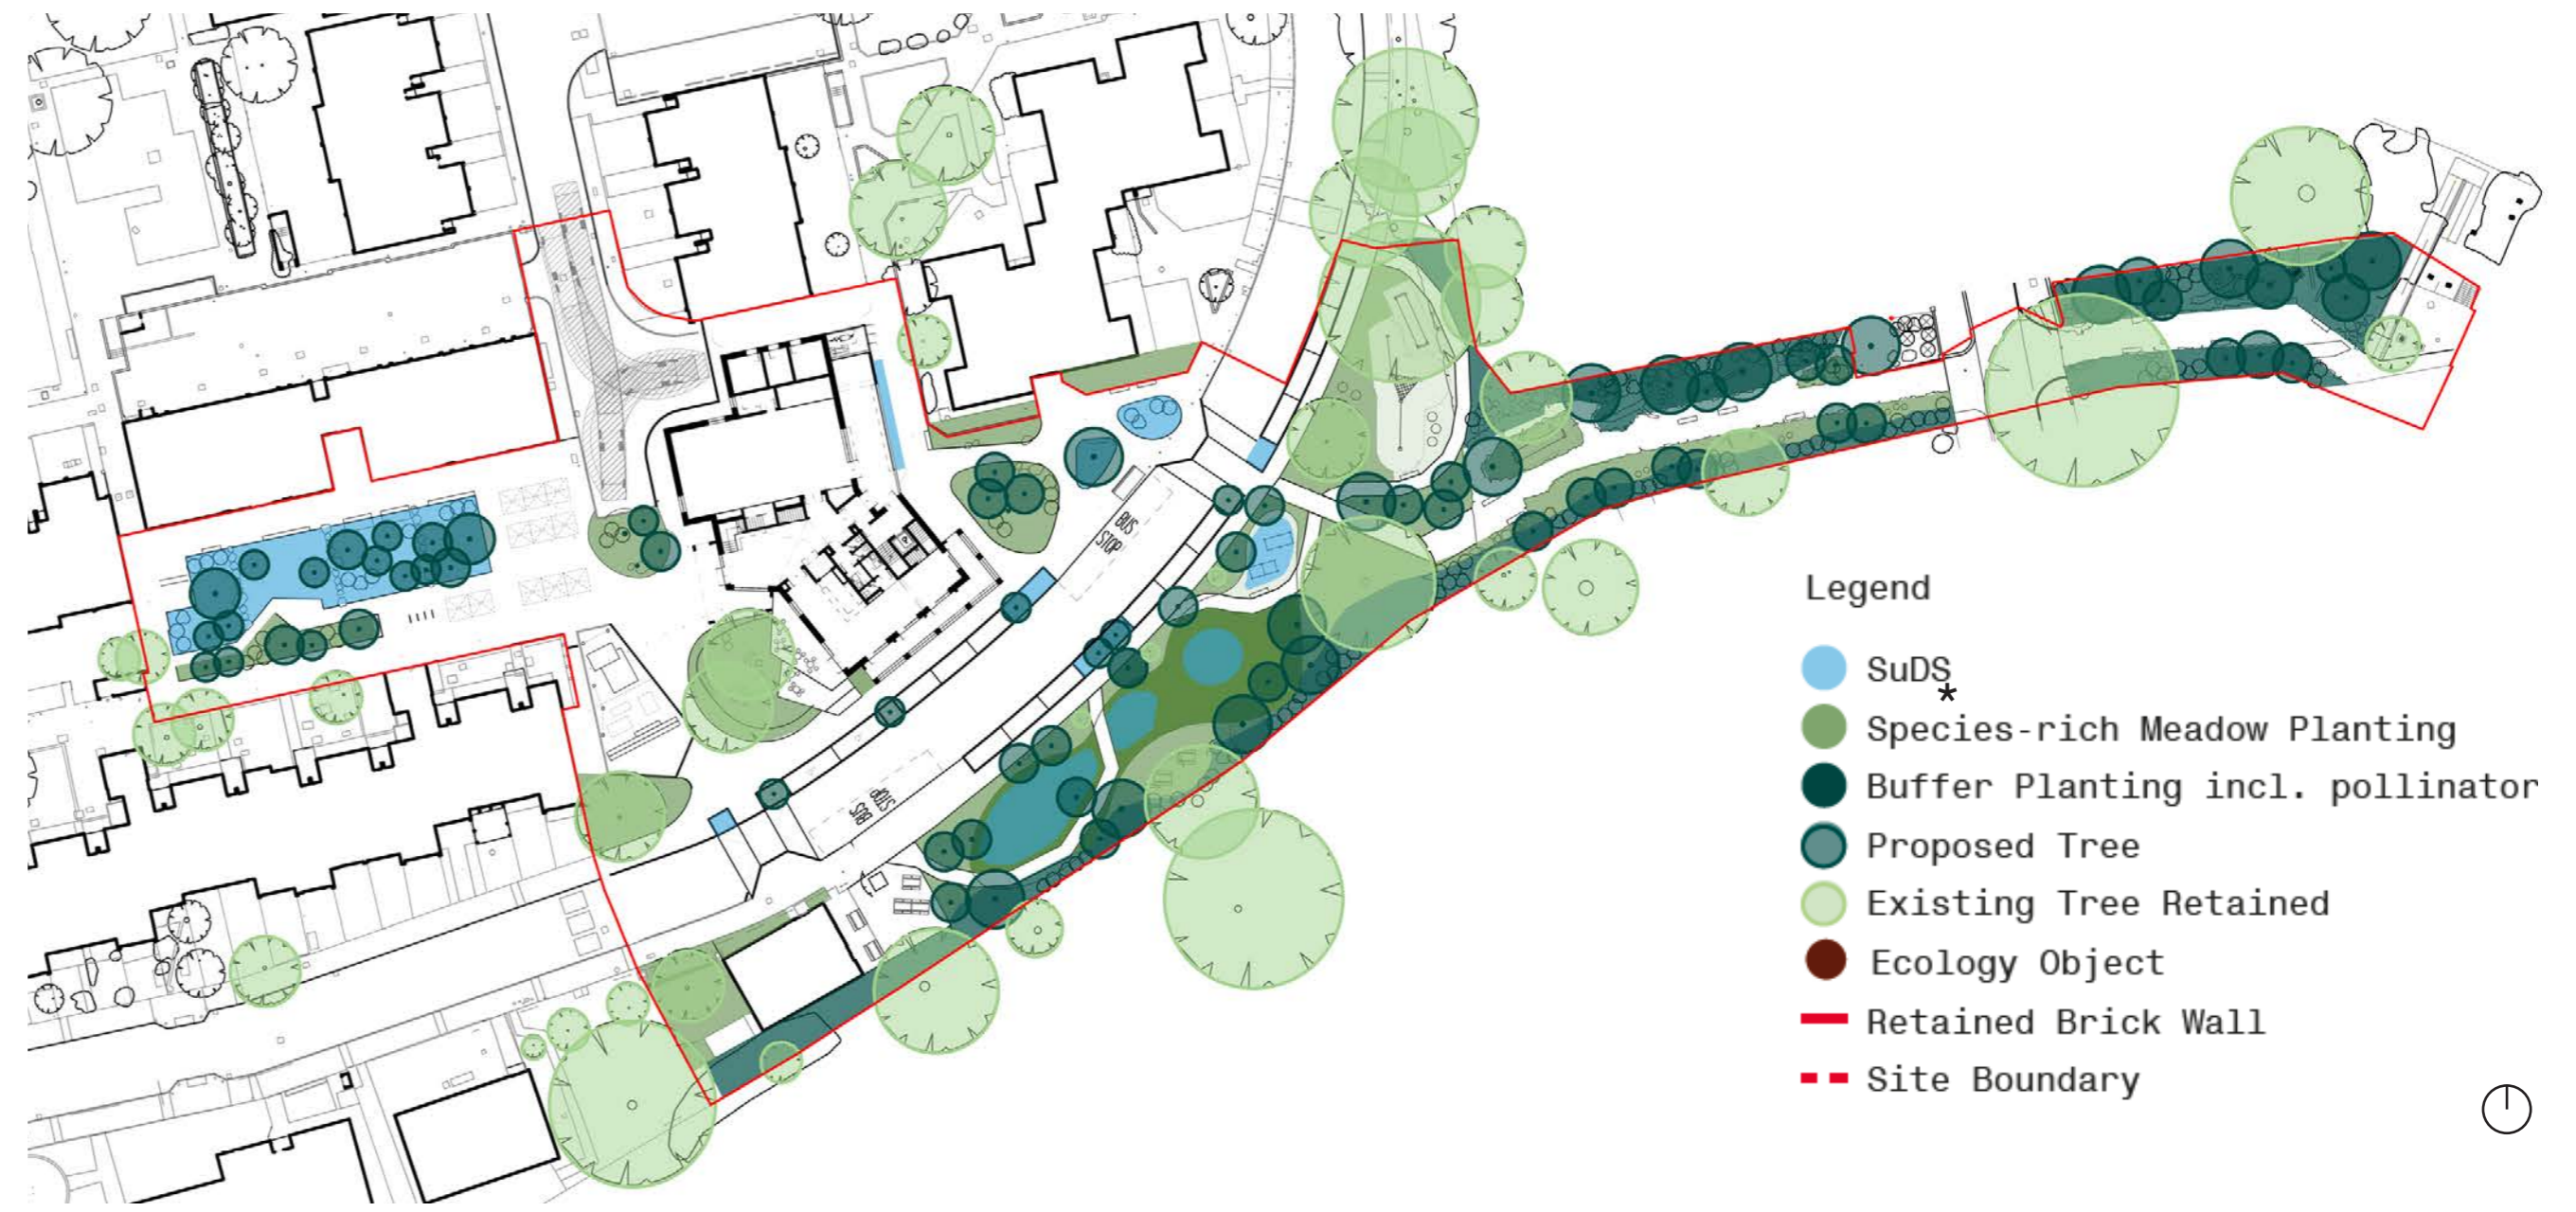 BUS
STOP
BUS
STOP
Legend
SuDS
*
Species-rich Meadow Planting
Buffer Planting incl. pollinator
Proposed Tree
Existing Tree Retained
Ecology Object
Retained Brick Wall
Site Boundary